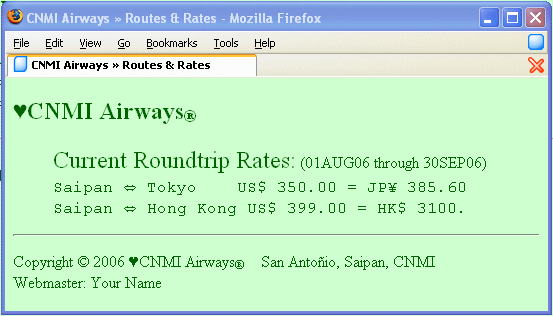 CNMI Airways » Routes & Rates - Mozilla Firefox
File Edit View Go Bookmarks Tools Help
CNMI Airways » Routes & Rates
♥CNMI Airways®
Current Roundtrip Rates: (01AUG06 through 30SEP06)
Saipan ⇔ Tokyo    US$ 350.00 = JP¥ 385.60
Saipan ⇔ Hong Kong US$ 399.00 = HK$ 3100.
Copyright © 2006 ♥CNMI Airways®    San Antoñio, Saipan, CNMI
Webmaster: Your Name